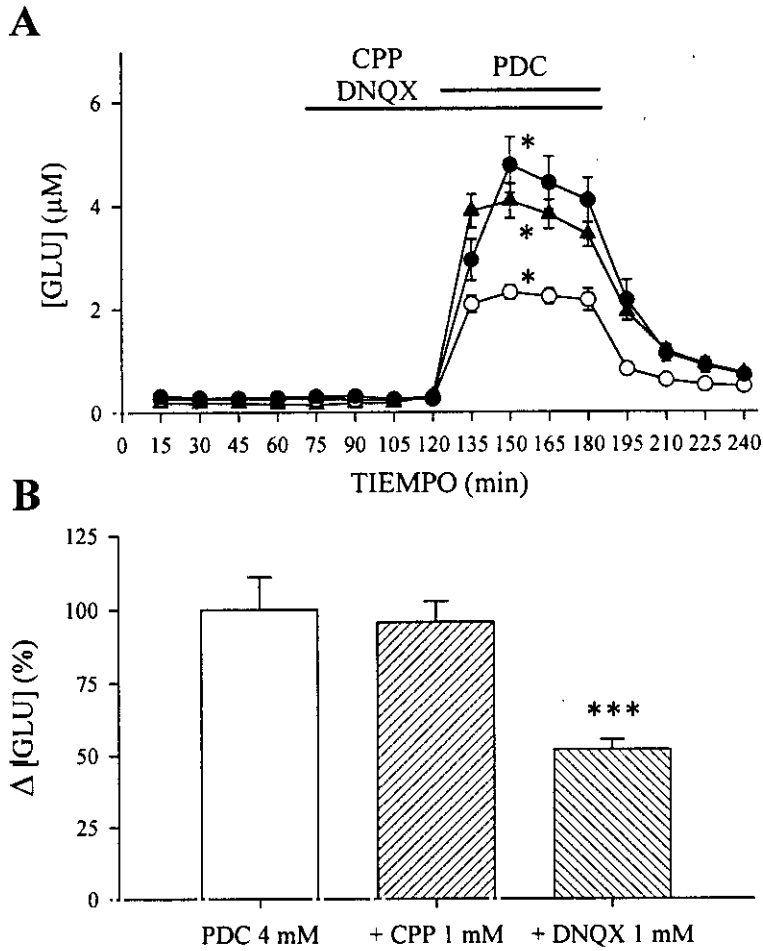 A
CPP
DNQX
PDC
[GLU] (µM)
6
4
2
0
*
*
*
0 15 30 45 60 75 90 105 120 135 150 165 180 195 210 225 240
TIEMPO (min)
B
Δ [GLU] (%)
125
100
75
50
25
0
***
PDC 4 mM + CPP 1 mM + DNQX 1 mM